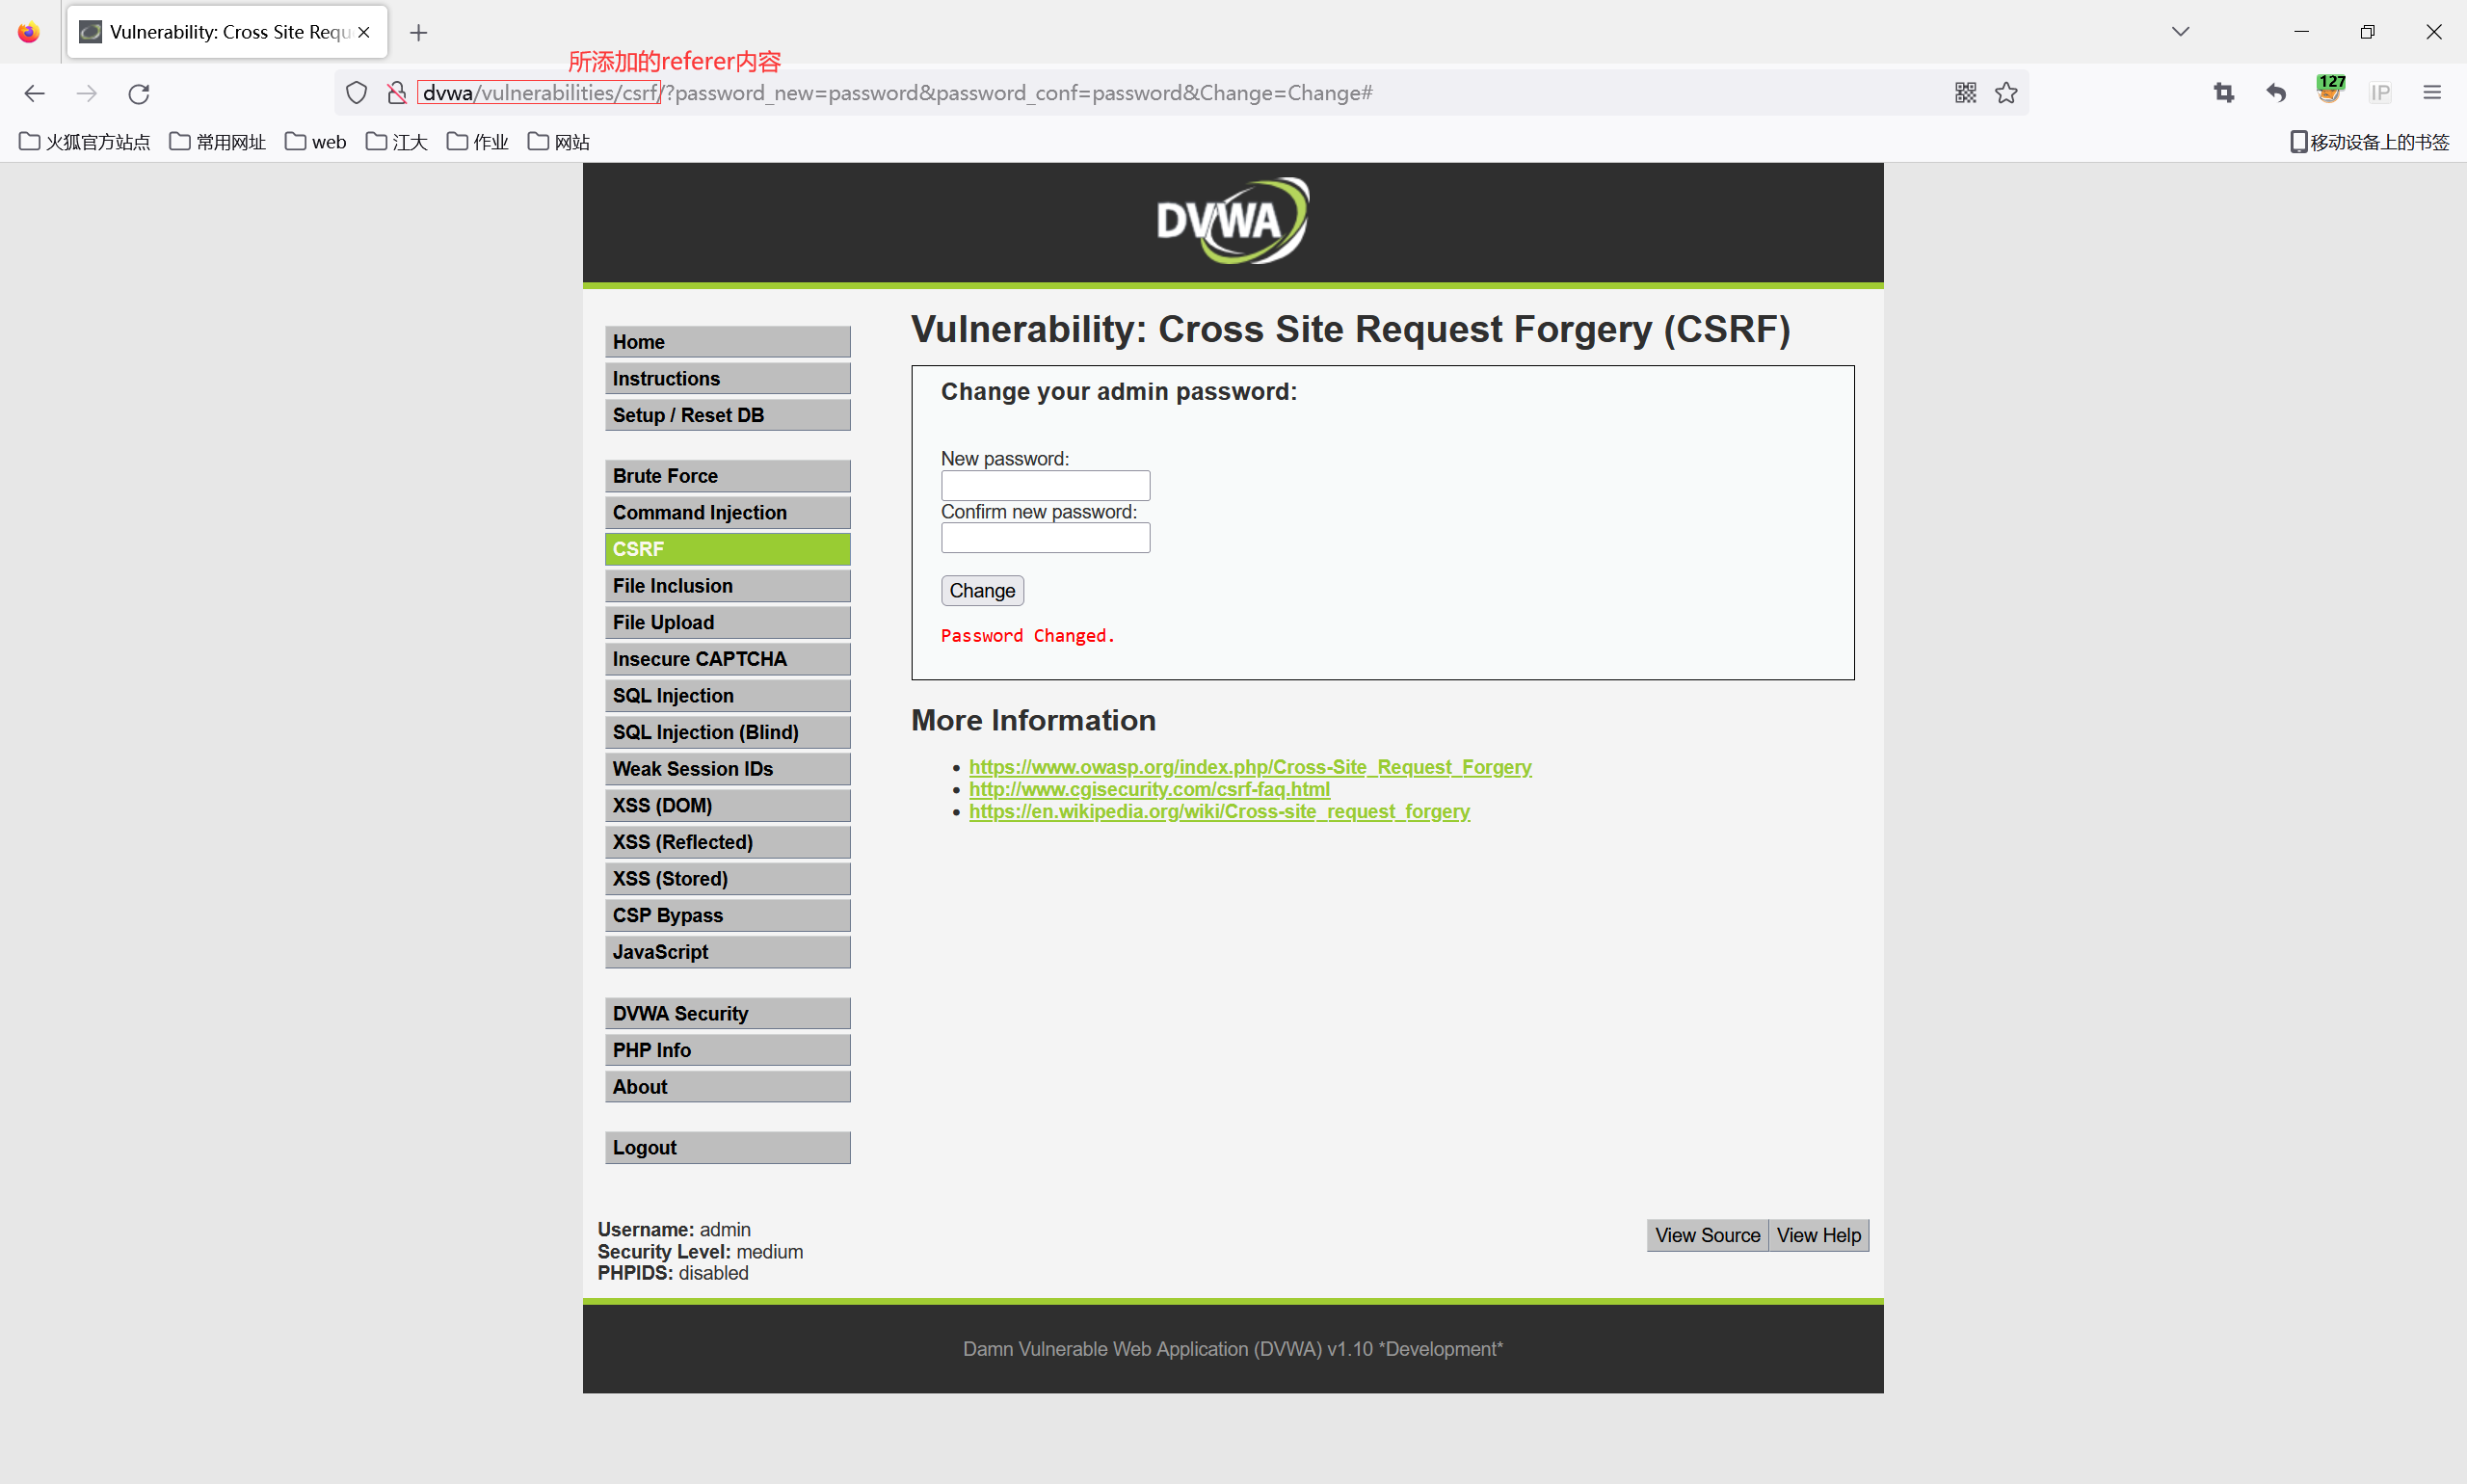 Vulnerability: Cross Site Requ
所添加的referer内容
dvwa/vulnerabilities/csrf/?password_new=password&password_conf=password&Change=Change#
127
IP
火狐官方站点 常用网址 web 江大 作业 网站 移动设备上的书签
DVWA
Home
Instructions
Setup / Reset DB
Brute Force
Command Injection
CSRF
File Inclusion
File Upload
Insecure CAPTCHA
SQL Injection
SQL Injection (Blind)
Weak Session IDs
XSS (DOM)
XSS (Reflected)
XSS (Stored)
CSP Bypass
JavaScript
DVWA Security
PHP Info
About
Logout
Vulnerability: Cross Site Request Forgery (CSRF)
Change your admin password:
New password:
Confirm new password:
Change
Password Changed.
More Information
https://www.owasp.org/index.php/Cross-Site_Request_Forgery
http://www.cgisecurity.com/csrf-faq.html
https://en.wikipedia.org/wiki/Cross-site_request_forgery
Username: admin
Security Level: medium
PHPIDS: disabled
View Source View Help
Damn Vulnerable Web Application (DVWA) v1.10 *Development*